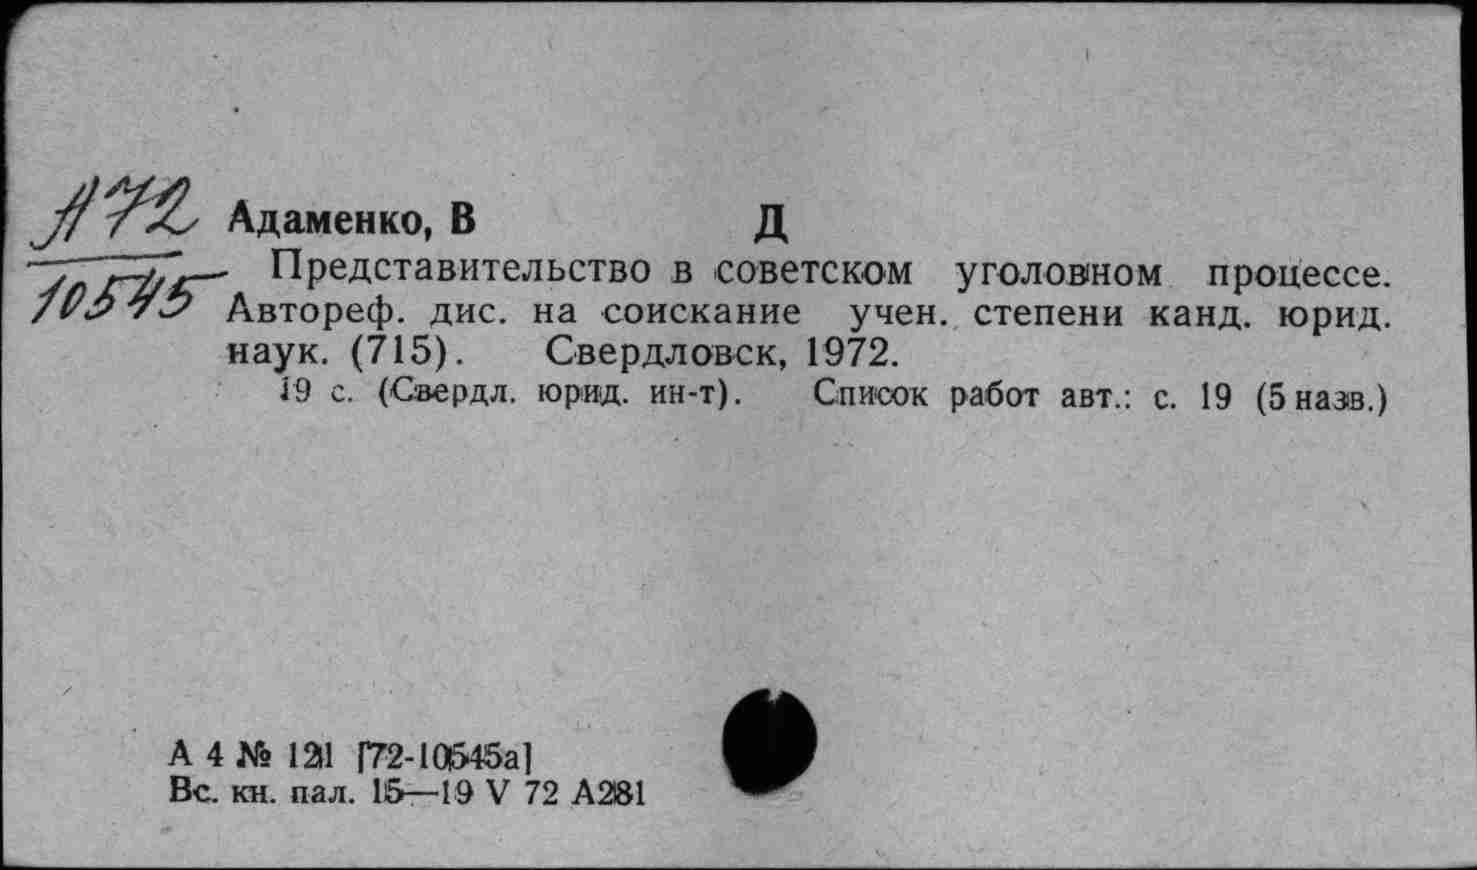 А72
10545
Адаменко, В Д
Представительство в советском уголовном процессе.
Автореф. дис. на соискание учен. степени канд. юрид.
наук. (715). Свердловск, 1972.
19 с. (Свердл. юрид. ин-т). Список работ авт.: с. 19 (5 назв.)
А 4 № 121 [72-10545а]
Вс. кн. пал. 15—19 V 72 А281